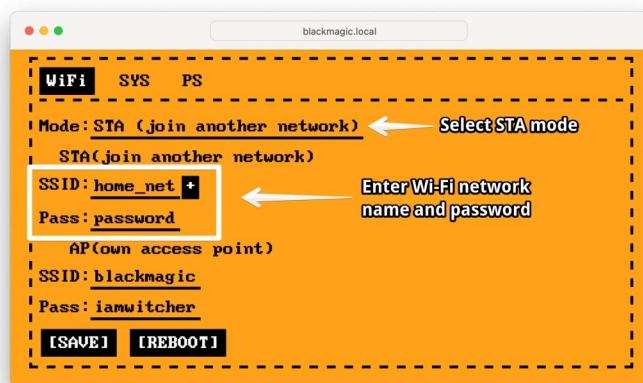 blackmagic.local
WiFi SYS PS
Mode: STA (join another network) Select STA mode
STA(join another network)
SSID: home_net + Enter Wi-Fi network
Pass: password name and password
AP(own access point)
SSID: blackmagic
Pass: iamwitcher
[SAVE] [REBOOT]